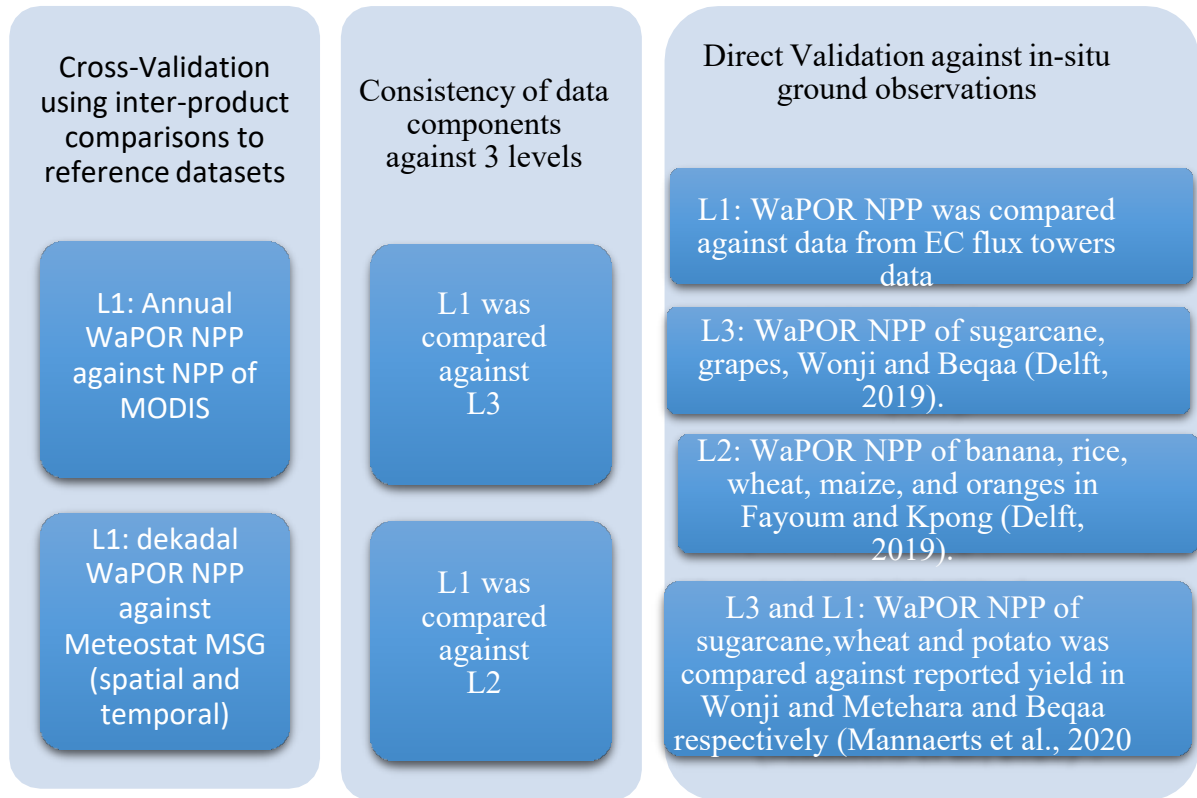 Cross-Validation
using inter-product
comparisons to
reference datasets
L1: Annual
WaPOR NPP
against NPP of
MODIS
L1: dekadal
WaPOR NPP
against
Meteostat MSG
(spatial and
temporal)
Consistency of data
components
against 3 levels
L1 was
compared
against
L3
L1 was
compared
against
L2
Direct Validation against in-situ
ground observations
L1: WaPOR NPP was compared
against data from EC flux towers
data
L3: WaPOR NPP of sugarcane,
grapes, Wonji and Beqaa (Delft,
2019).
L2: WaPOR NPP of banana, rice,
wheat, maize, and oranges in
Fayoum and Kpong (Delft,
2019).
L3 and L1: WaPOR NPP of
sugarcane,wheat and potato was
compared against reported yield in
Wonji and Metehara and Beqaa
respectively (Mannaerts et al., 2020